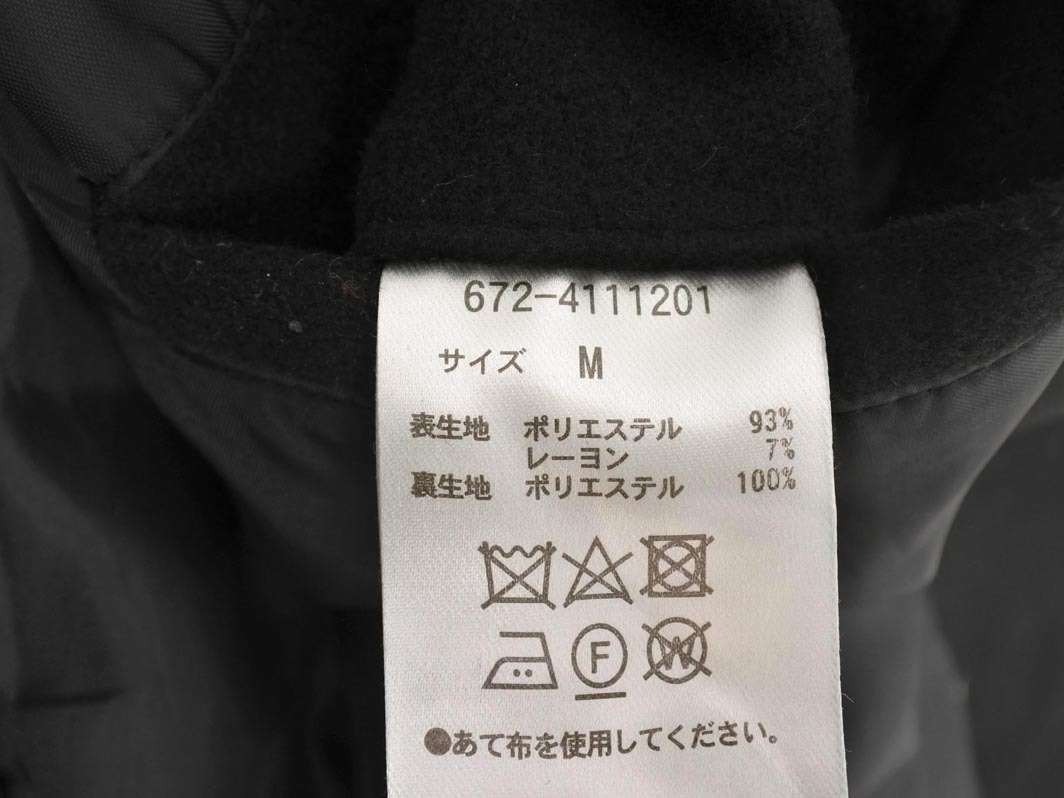 672-4111201
サイズ M
表生地 ポリエステル 93%
レーヨン 7%
裏生地 ポリエステル 100%
F W
●あて布を使用してください。